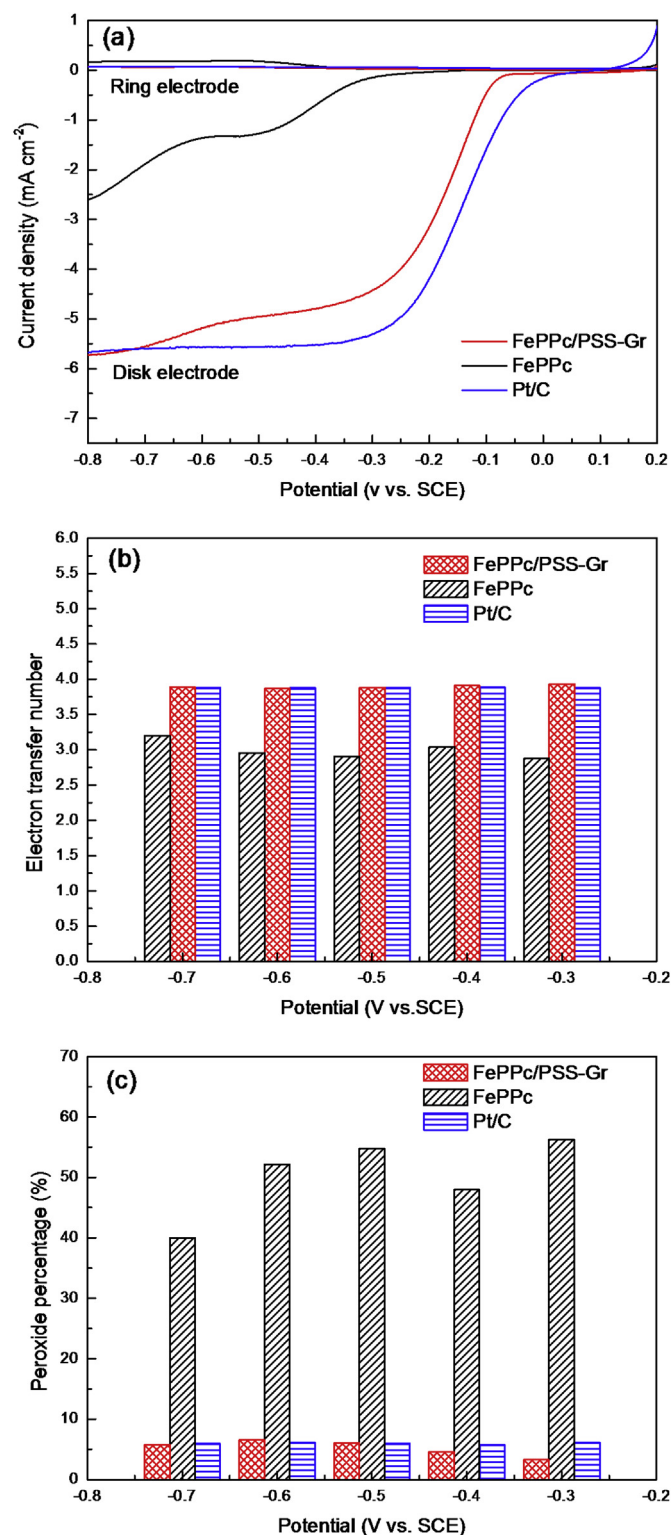 (a)
1
0
-1
-2
-3
-4
-5
-6
-7
Current density (mA cm-2)
Ring electrode
Disk electrode
FePPc/PSS-Gr
FePPc
Pt/C
-0.8 -0.7 -0.6 -0.5 -0.4 -0.3 -0.2 -0.1 0.0 0.1 0.2
Potential (v vs. SCE)
(b)
6.0
5.5
5.0
4.5
4.0
3.5
3.0
2.5
2.0
1.5
1.0
0.5
0.0
Electron transfer number
FePPc/PSS-Gr
FePPc
Pt/C
-0.8 -0.7 -0.6 -0.5 -0.4 -0.3 -0.2
Potential (V vs.SCE)
(c)
70
60
50
40
30
20
10
0
Peroxide percentage (%)
FePPc/PSS-Gr
FePPc
Pt/C
-0.8 -0.7 -0.6 -0.5 -0.4 -0.3 -0.2
Potential (V vs. SCE)